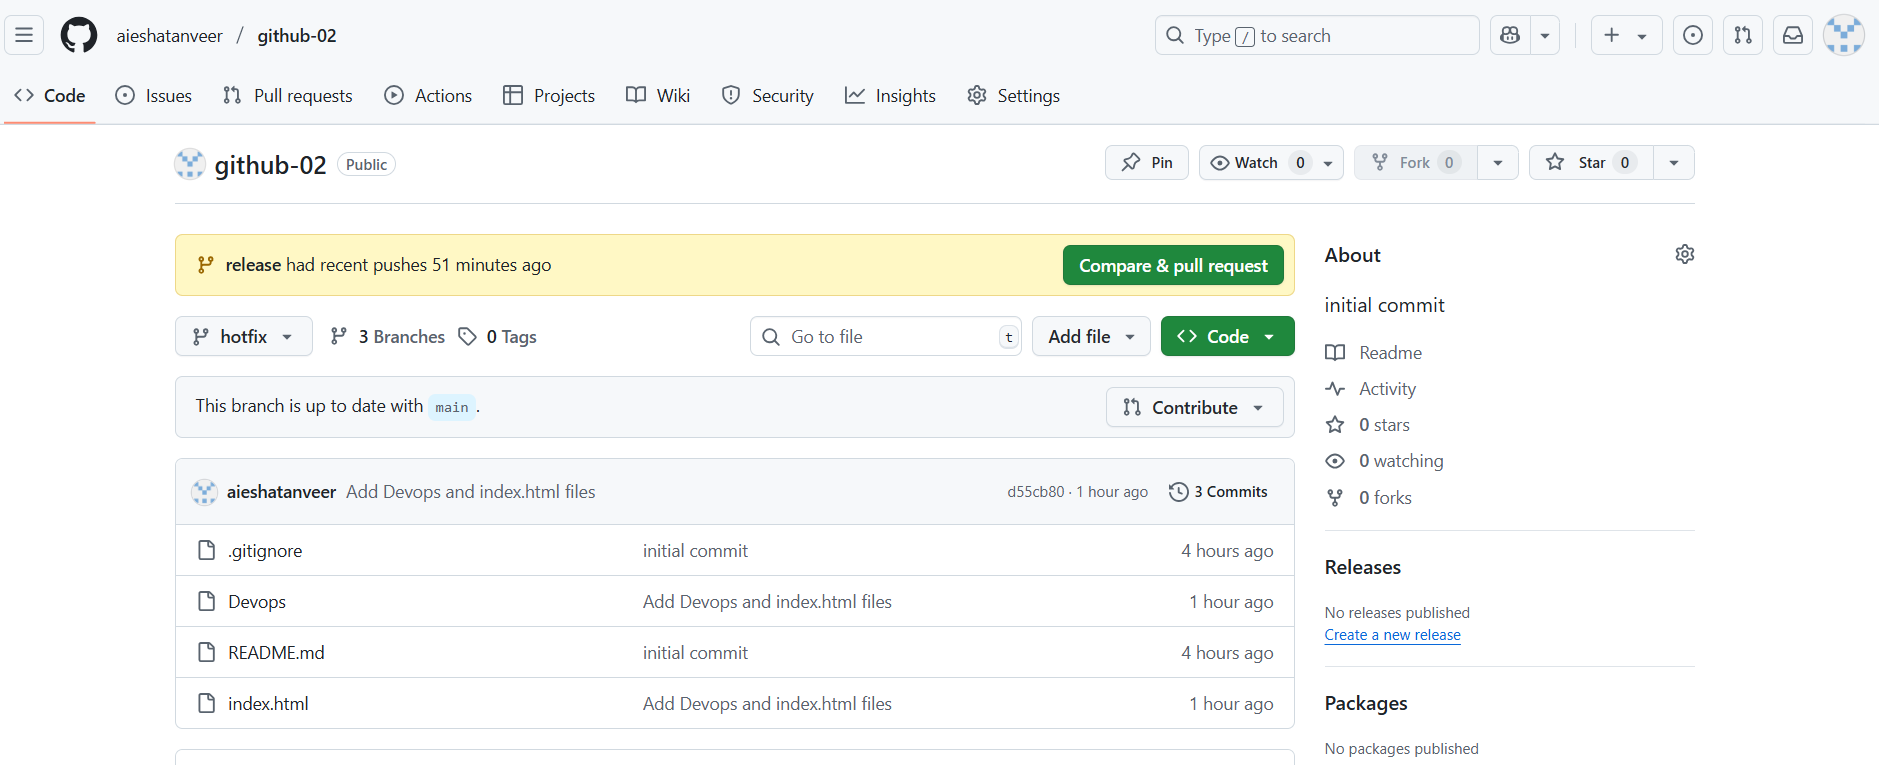 aieshatanveer / github-02
Type / to search
Code Issues Pull requests Actions Projects Wiki Security Insights Settings
github-02 Public
Pin Watch 0 Fork 0 Star 0
release had recent pushes 51 minutes ago
Compare & pull request
hotfix 3 Branches 0 Tags
Go to file t
Add file
Code
This branch is up to date with main .
Contribute
aieshatanveer Add Devops and index.html files d55cb80 · 1 hour ago 3 Commits
.gitignore initial commit 4 hours ago
Devops Add Devops and index.html files 1 hour ago
README.md initial commit 4 hours ago
index.html Add Devops and index.html files 1 hour ago
About
initial commit
Readme
Activity
0 stars
0 watching
0 forks
Releases
No releases published
Create a new release
Packages
No packages published